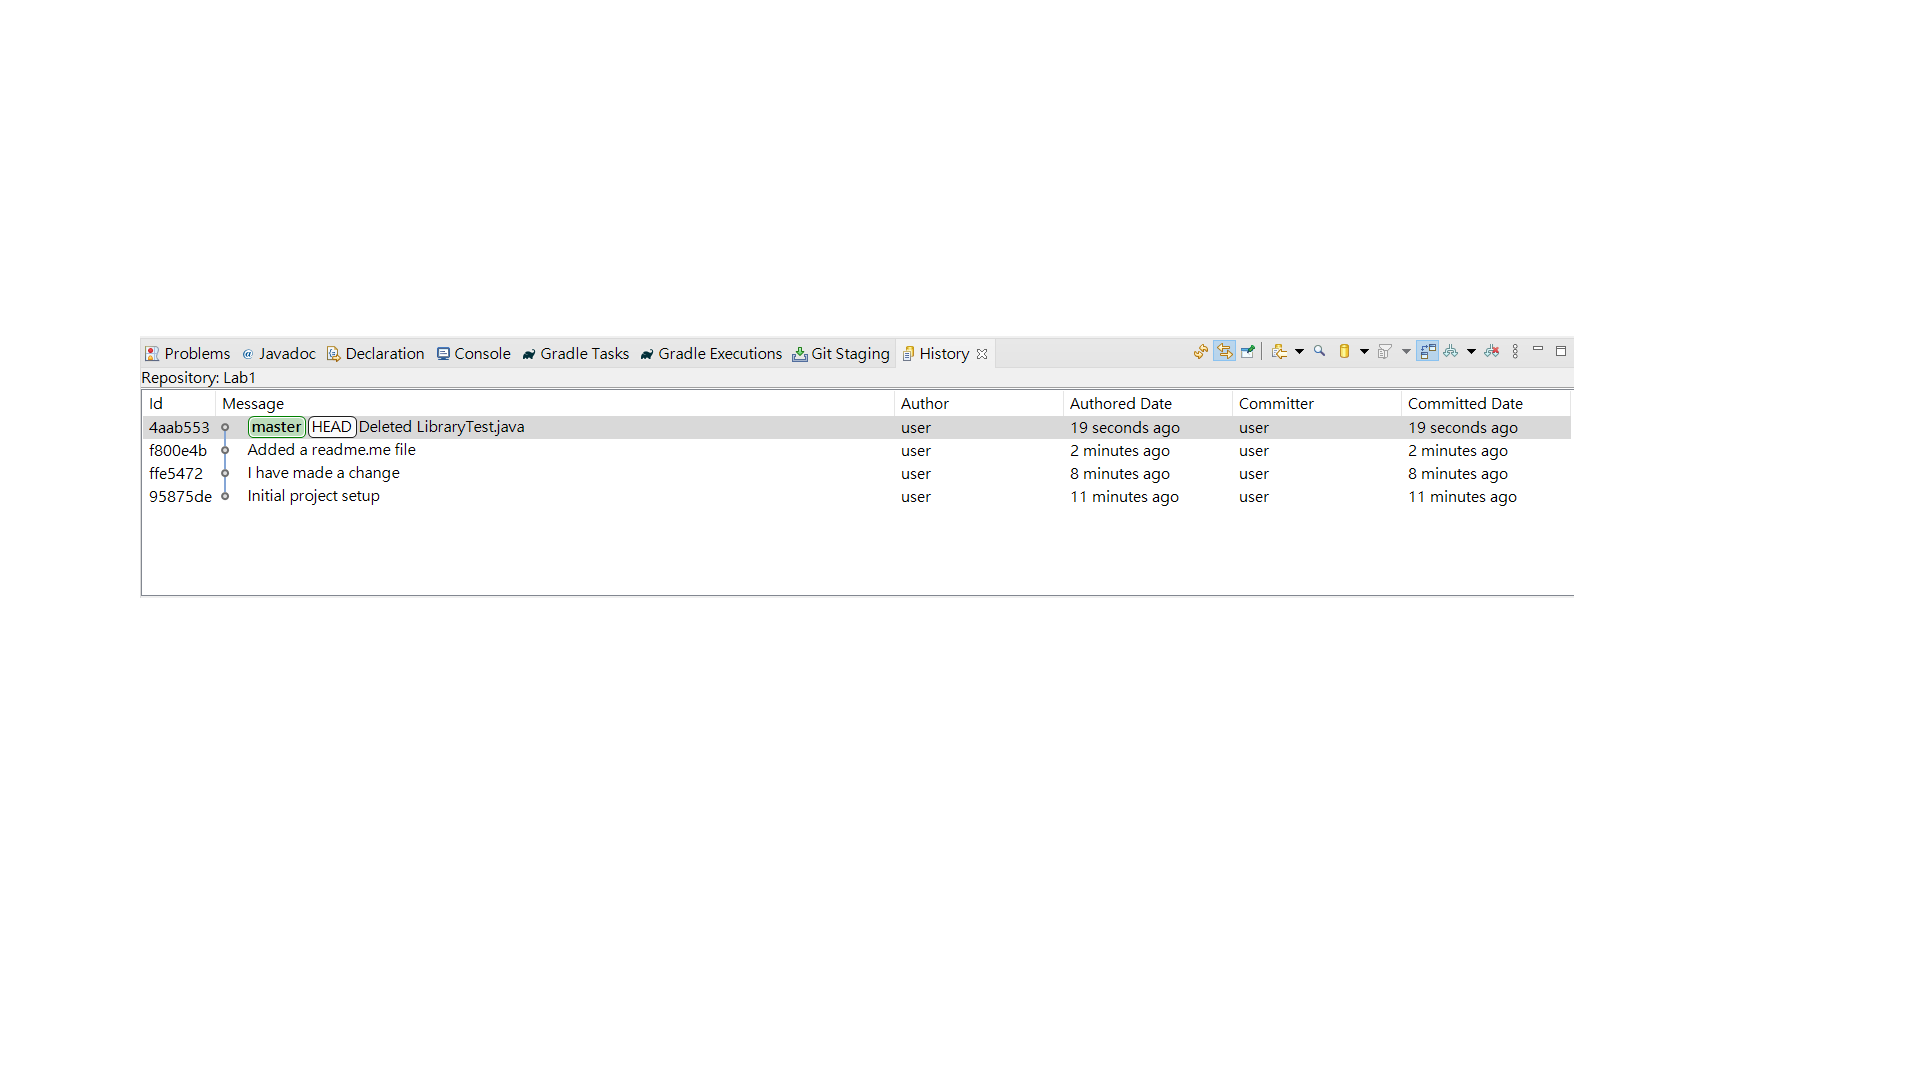 Problems @ Javadoc Declaration Console Gradle Tasks Gradle Executions Git Staging History
Repository: Lab1
Id Message Author Authored Date Committer Committed Date
4aab553 master HEAD Deleted LibraryTest.java user 19 seconds ago user 19 seconds ago
f800e4b Added a readme.me file user 2 minutes ago user 2 minutes ago
ffe5472 I have made a change user 8 minutes ago user 8 minutes ago
95875de Initial project setup user 11 minutes ago user 11 minutes ago